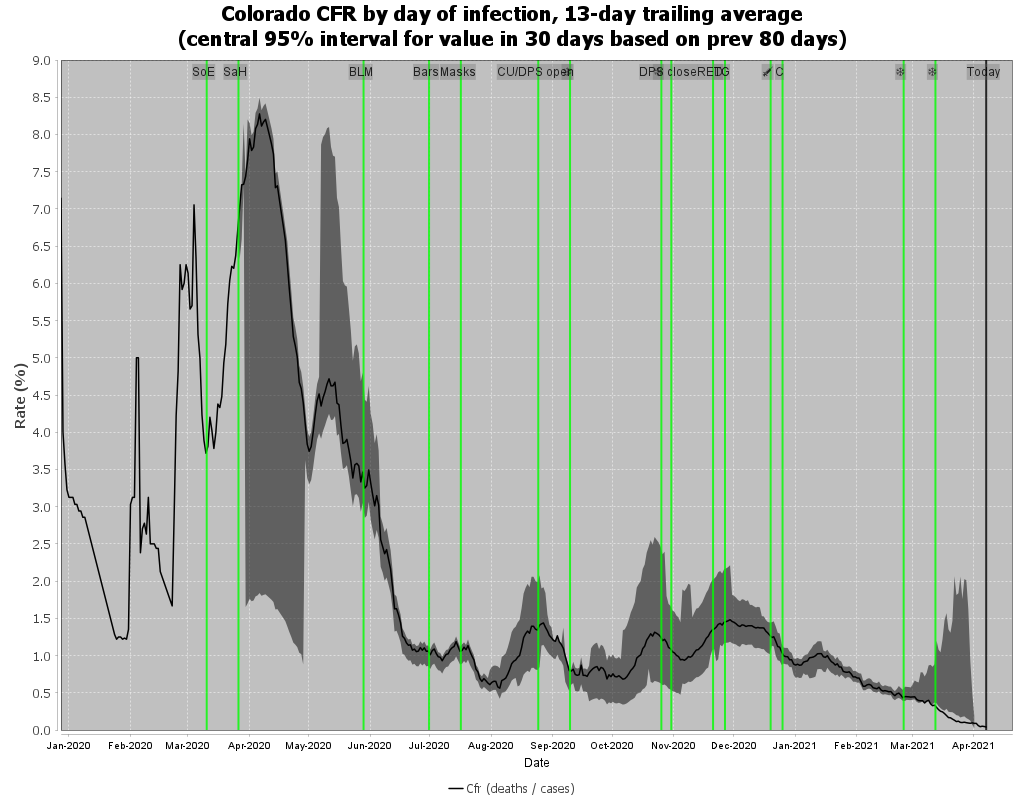 Colorado CFR by day of infection, 13-day trailing average
(central 95% interval for value in 30 days based on prev 80 days)
SoE SaH BLM Bars Masks CU/DPS open DPS close RED C Today
9.0
8.5
8.0
7.5
7.0
6.5
6.0
5.5
5.0
4.5
4.0
3.5
3.0
2.5
2.0
1.5
1.0
0.5
0.0
Rate (%)
Jan-2020 Feb-2020 Mar-2020 Apr-2020 May-2020 Jun-2020 Jul-2020 Aug-2020 Sep-2020 Oct-2020 Nov-2020 Dec-2020 Jan-2021 Feb-2021 Mar-2021 Apr-2021
Date
Cfr (deaths / cases)